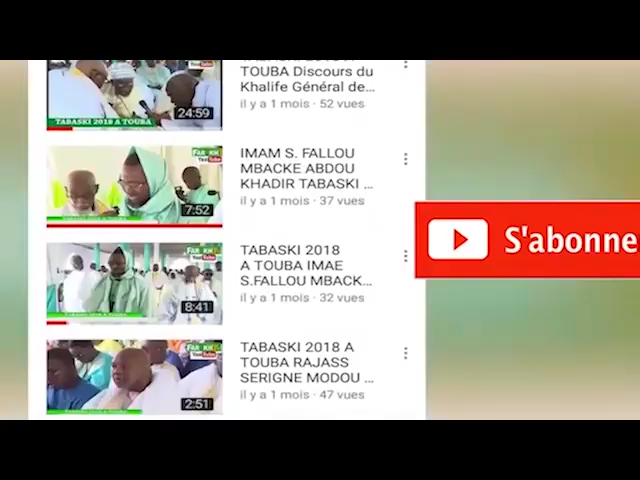 TOUBA Discours du
Khalife Général de...
il y a 1 mois · 52 vues
24:59
TABASKI 2018 A TOUBA
IMAM S. FALLOU
MBACKE ABDOU
KHADIR TABASKI ...
il y a 1 mois · 37 vues
7:52
TABASKI 2018
A TOUBA IMAE
S.FALLOU MBACK...
il y a 1 mois · 32 vues
8:41
TABASKI 2018 A
TOUBA RAJASS
SERIGNE MODOU ...
il y a 1 mois · 47 vues
2:51
S'abonne